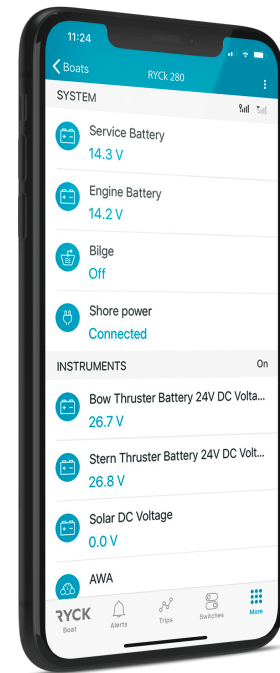 11:24
Boats
RYCk 280
SYSTEM
Service Battery
14.3 V
Engine Battery
14.2 V
Bilge
Off
Shore power
Connected
INSTRUMENTS On
Bow Thruster Battery 24V DC Volta...
26.7 V
Stern Thruster Battery 24V DC Volt...
26.8 V
Solar DC Voltage
0.0 V
AWA
RYCK
Boat Alerts Trips Switches More